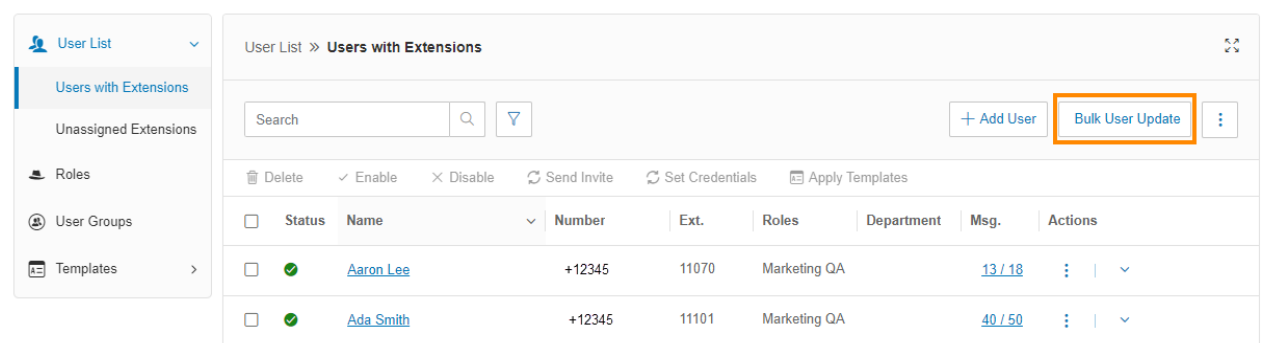 User List
Users with Extensions
Unassigned Extensions
Roles
User Groups
Templates
User List » Users with Extensions
Search
+ Add User
Bulk User Update
Delete Enable Disable Send Invite Set Credentials Apply Templates
Status Name Number Ext. Roles Department Msg. Actions
Aaron Lee +12345 11070 Marketing QA 13 / 18
Ada Smith +12345 11101 Marketing QA 40 / 50